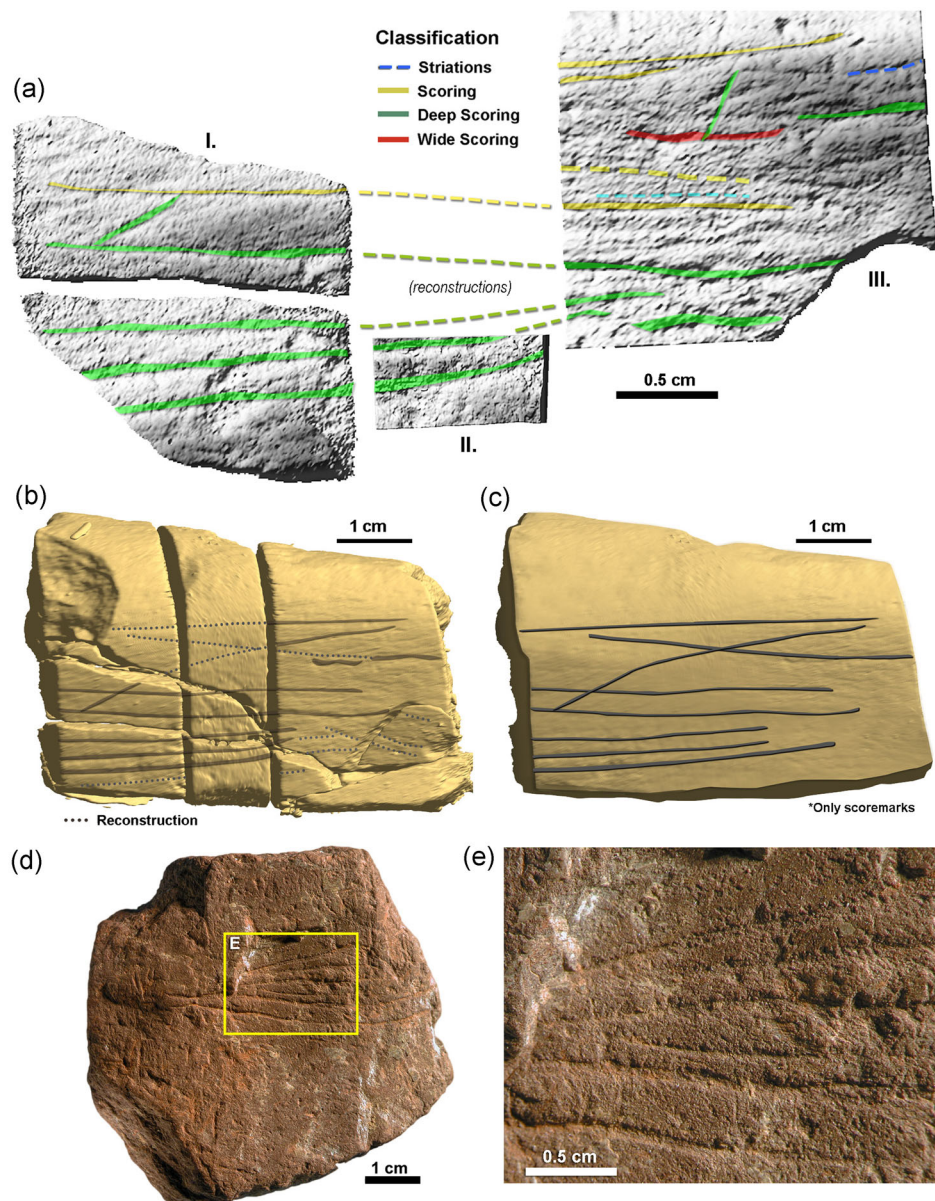 (a)
Classification
Striations
Scoring
Deep Scoring
Wide Scoring
I.
(reconstructions)
III.
0.5 cm
II.
(b)
1 cm
Reconstruction
(c)
1 cm
*Only scoremarks
(d)
E
1 cm
(e)
0.5 cm